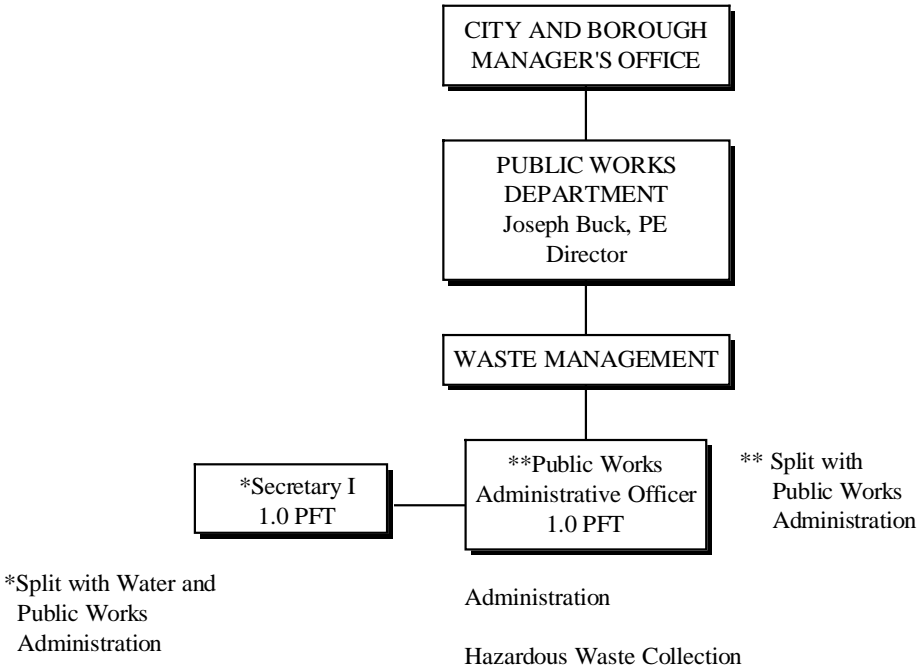 CITY AND BOROUGH
MANAGER'S OFFICE
PUBLIC WORKS
DEPARTMENT
Joseph Buck, PE
Director
WASTE MANAGEMENT
*Secretary I
1.0 PFT
**Public Works
Administrative Officer
1.0 PFT
** Split with
Public Works
Administration
*Split with Water and
Public Works
Administration
Administration
Hazardous Waste Collection